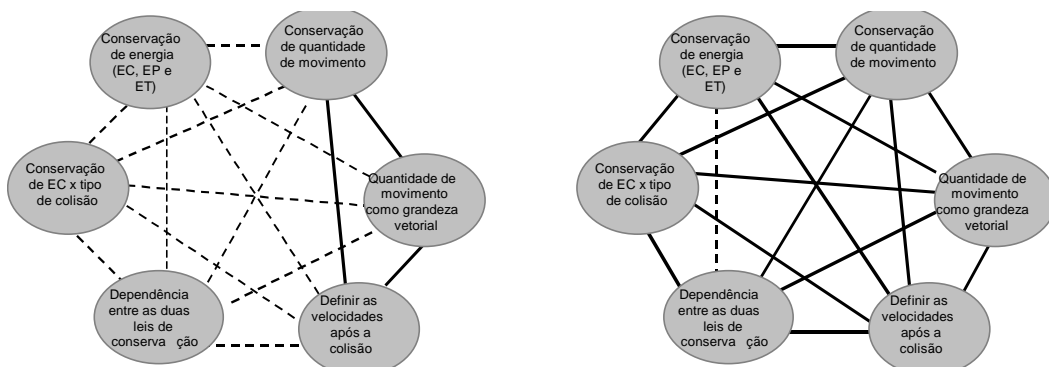 Conservação
de energia
(EC, EP e
ET)
Conservação
de quantidade
de movimento
Conservação
de EC x tipo
de colisão
Quantidade de
movimento
como grandeza
vetorial
Dependência
entre as duas
leis de
conserva ção
Definir as
velocidades
após a
colisão
Conservação
de energia
(EC, EP e
ET)
Conservação
de quantidade
de movimento
Conservação
de EC x tipo
de colisão
Quantidade de
movimento
como grandeza
vetorial
Dependência
entre as duas
leis de
conserva ção
Definir as
velocidades
após a
colisão